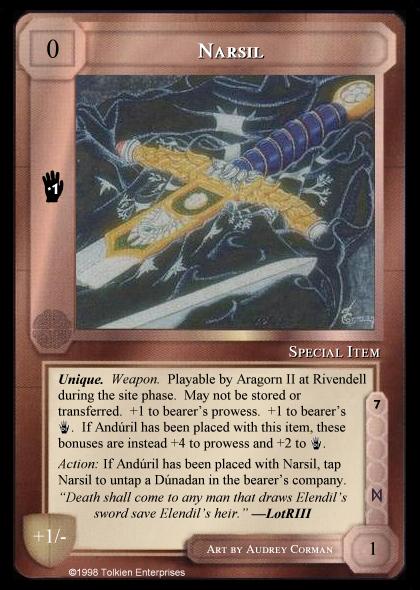 0
NARSIL
1
SPECIAL ITEM
Unique. Weapon. Playable by Aragorn II at Rivendell
during the site phase. May not be stored or
transferred. +1 to bearer's prowess. +1 to bearer's
. If Andúril has been placed with this item, these
bonuses are instead +4 to prowess and +2 to .
Action: If Andúril has been placed with Narsil, tap
Narsil to untap a Dúnadan in the bearer's company.
"Death shall come to any man that draws Elendil's
sword save Elendil's heir." —LotRIII
7
+1/-
ART BY AUDREY CORMAN
1
©1998 Tolkien Enterprises